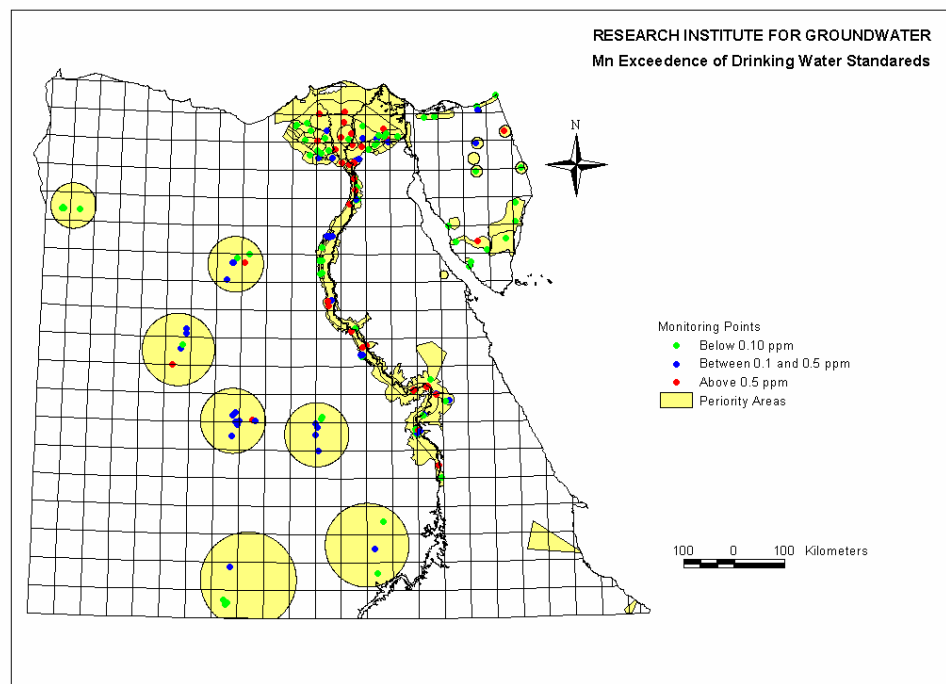 RESEARCH INSTITUTE FOR GROUNDWATER
Mn Exceedence of Drinking Water Standareds
N
Monitoring Points
Below 0.10 ppm
Between 0.1 and 0.5 ppm
Above 0.5 ppm
Periority Areas
100 0 100 Kilometers